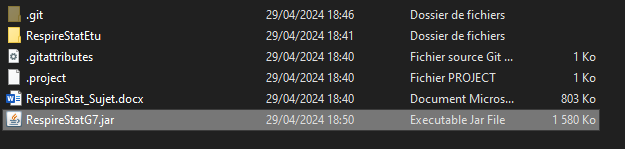 .git 29/04/2024 18:46 Dossier de fichiers
RespireStatEtu 29/04/2024 18:41 Dossier de fichiers
.gitattributes 29/04/2024 18:40 Fichier source Git ... 1 Ko
.project 29/04/2024 18:40 Fichier PROJECT 1 Ko
RespireStat_Sujet.docx 29/04/2024 18:40 Document Micros... 803 Ko
RespireStatG7.jar 29/04/2024 18:50 Executable Jar File 1 580 Ko